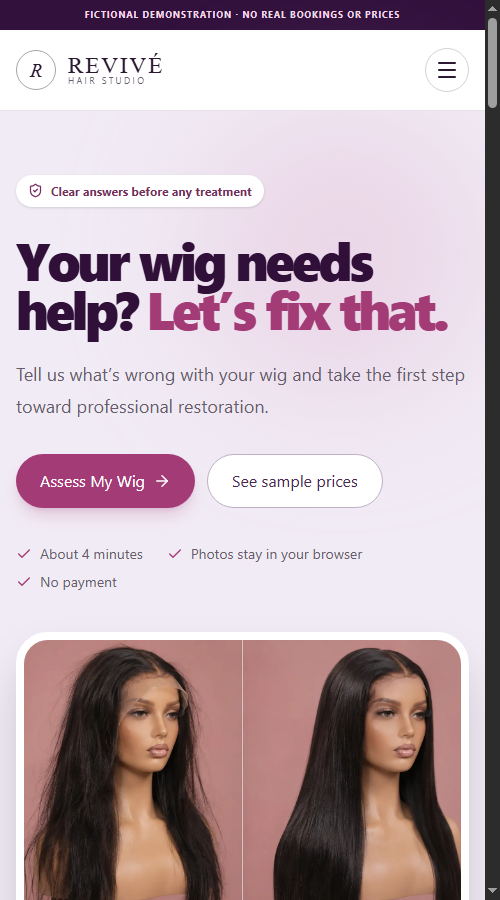 FICTIONAL DEMONSTRATION · NO REAL BOOKINGS OR PRICES
R
REVIVÉ
HAIR STUDIO
Clear answers before any treatment
Your wig needs
help? Let’s fix that.
Tell us what’s wrong with your wig and take the first step
toward professional restoration.
Assess My Wig
See sample prices
About 4 minutes
Photos stay in your browser
No payment